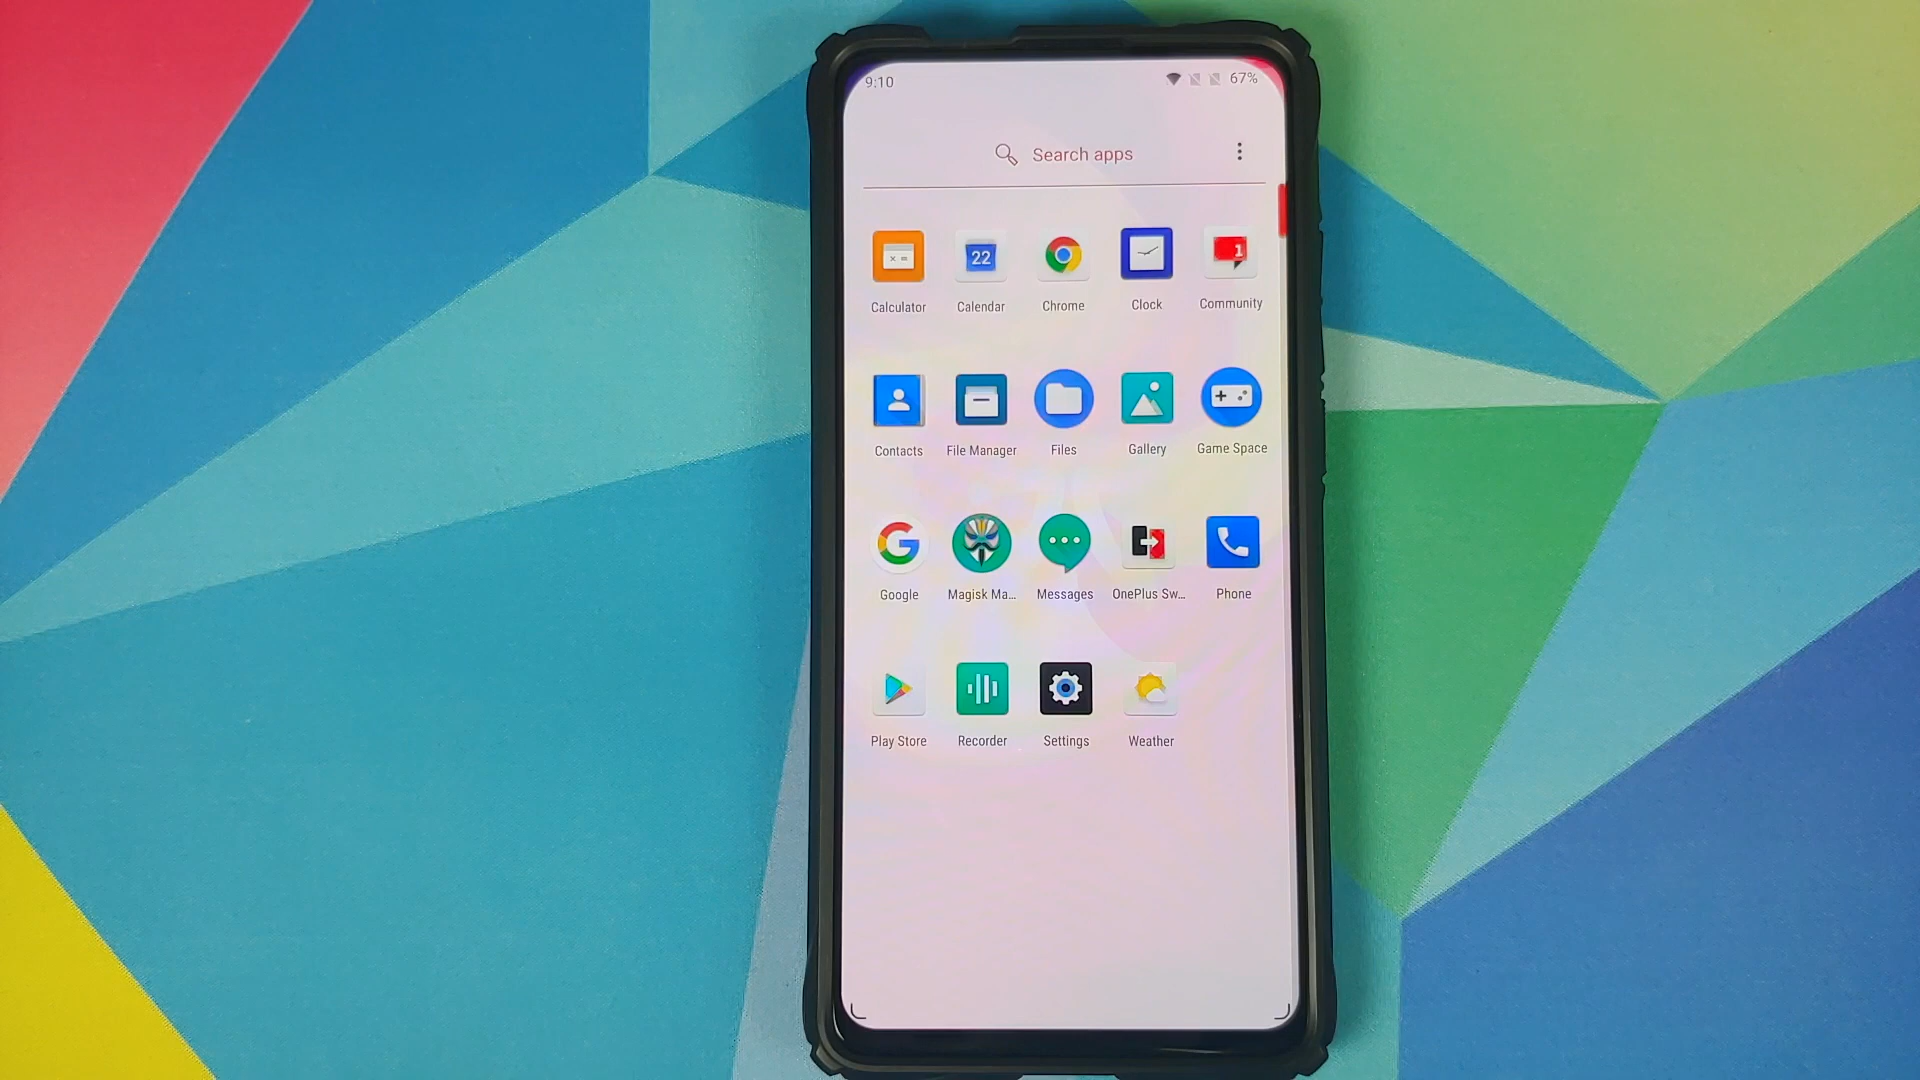 9:10 67%
Search apps
22 1
Calculator Calendar Chrome Clock Community
Contacts File Manager Files Gallery Game Space
Google Magisk Ma... Messages OnePlus Sw... Phone
Play Store Recorder Settings Weather